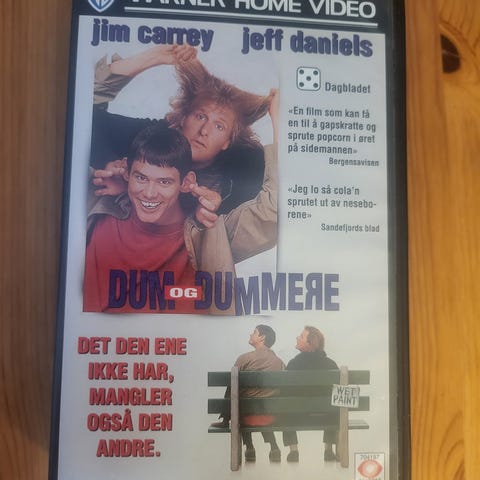 WARNER HOME VIDEO
jim carrey jeff daniels
Dagbladet
«En film som kan få
en til å gapskratte og
sprute popcorn i øret
på sidemannen»
Bergensavisen
«Jeg lo så cola'n
sprutet ut av nesebo-
rene»
Sandefjords blad
DUM OG DUMMERE
DET DEN ENE
IKKE HAR,
MANGLER
OGSÅ DEN
ANDRE.
WET
PAINT
704197